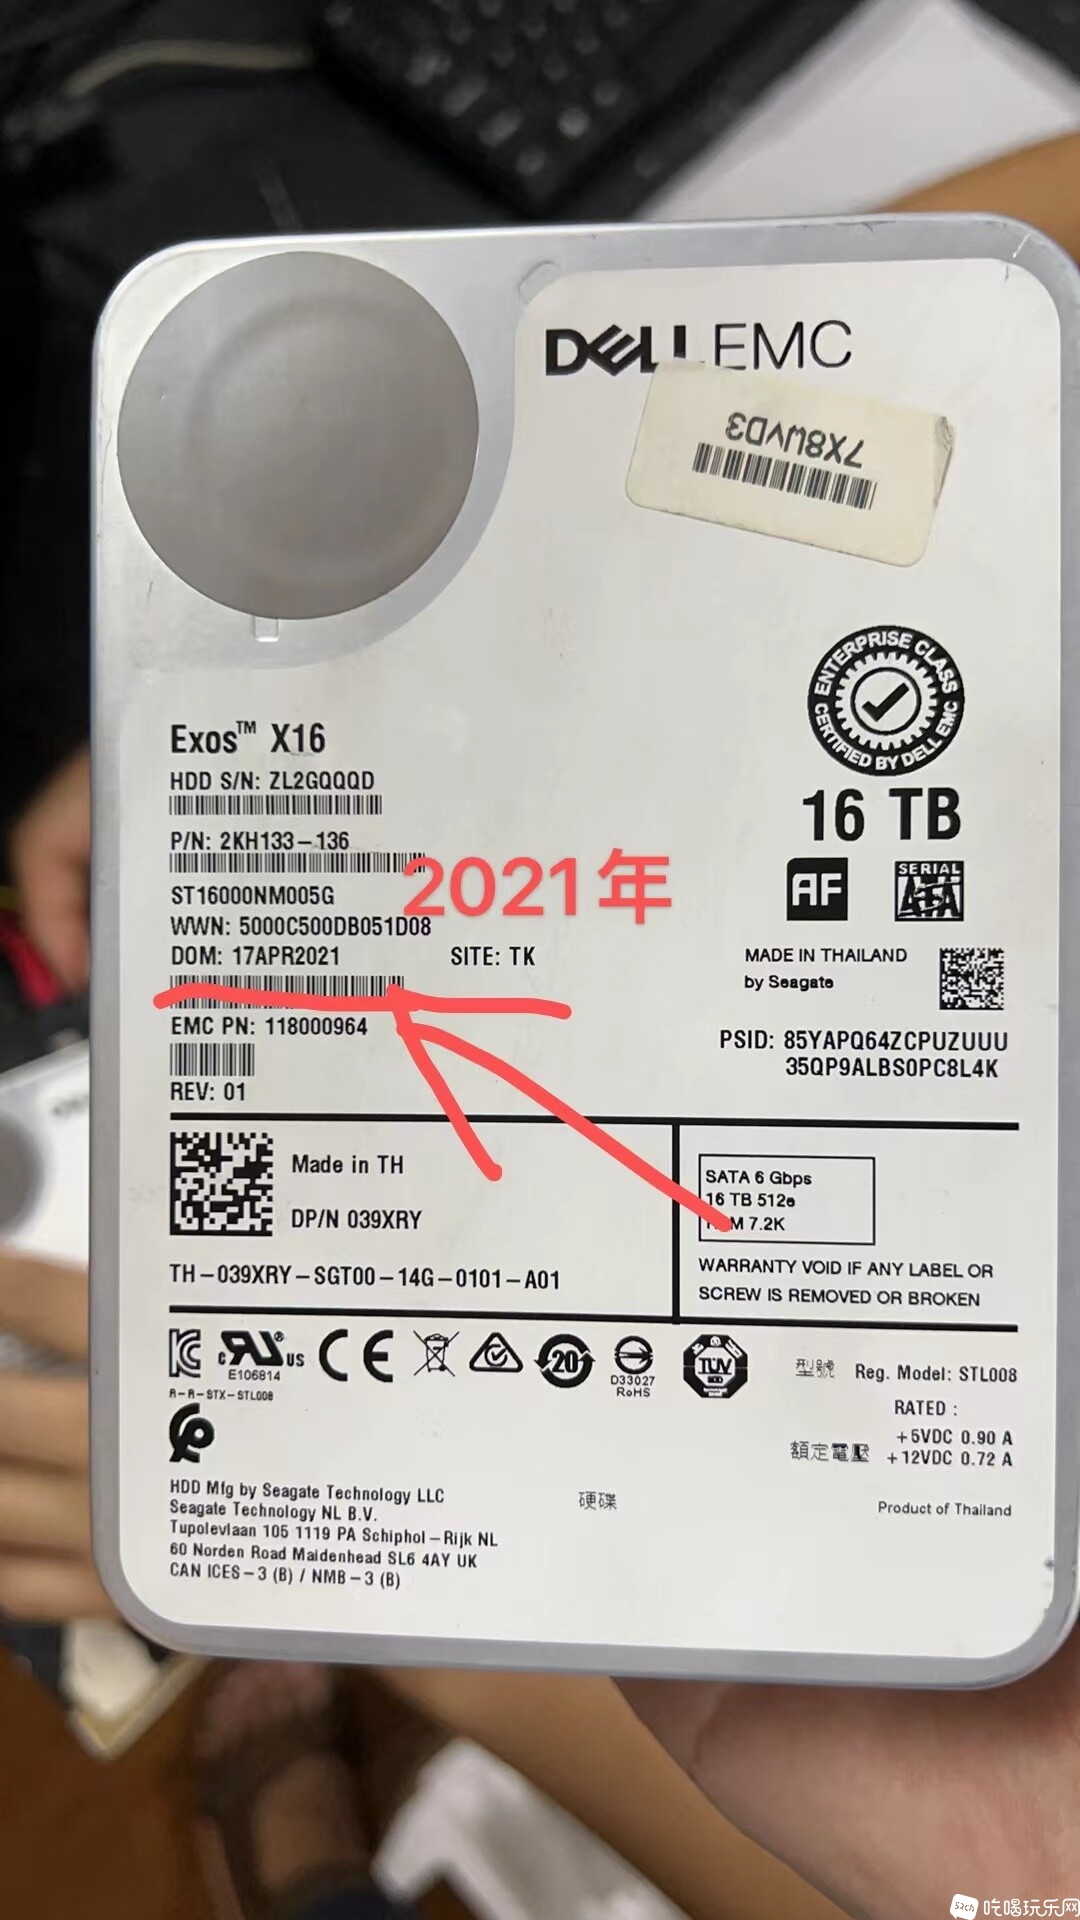 DELL EMC
7X8WVD3
ENTERPRISE CLASS
CERTIFIED BY DELL EMC
Exos™ X16
HDD S/N: ZL2GQQQD
16 TB
P/N: 2KH133-136
2021年
AF
SERIAL
ATA
ST16000NM005G
WWN: 5000C500DB051D08
DOM: 17APR2021
SITE: TK
MADE IN THAILAND
by Seagate
EMC PN: 118000964
PSID: 85YAPQ64ZCPUZUUU
35QP9ALBS0PC8L4K
REV: 01
Made in TH
DP/N 039XRY
TH-039XRY-SGT00-14G-0101-A01
SATA 6 Gbps
16 TB 512e
M 7.2K
WARRANTY VOID IF ANY LABEL OR
SCREW IS REMOVED OR BROKEN
c RU ® US
E106814
R-R-STX-STL008
CE
20
D33027
RoHS
TÜV
型號 Reg. Model: STL008
RATED :
+5VDC 0.90 A
額定電壓 +12VDC 0.72 A
HDD Mfg by Seagate Technology LLC
Seagate Technology NL B.V.
Tupolevlaan 105 1119 PA Schiphol-Rijk NL
60 Norden Road Maidenhead SL6 4AY UK
CAN ICES-3 (B) / NMB-3 (B)
硬碟
Product of Thailand
52ch 吃喝玩乐网